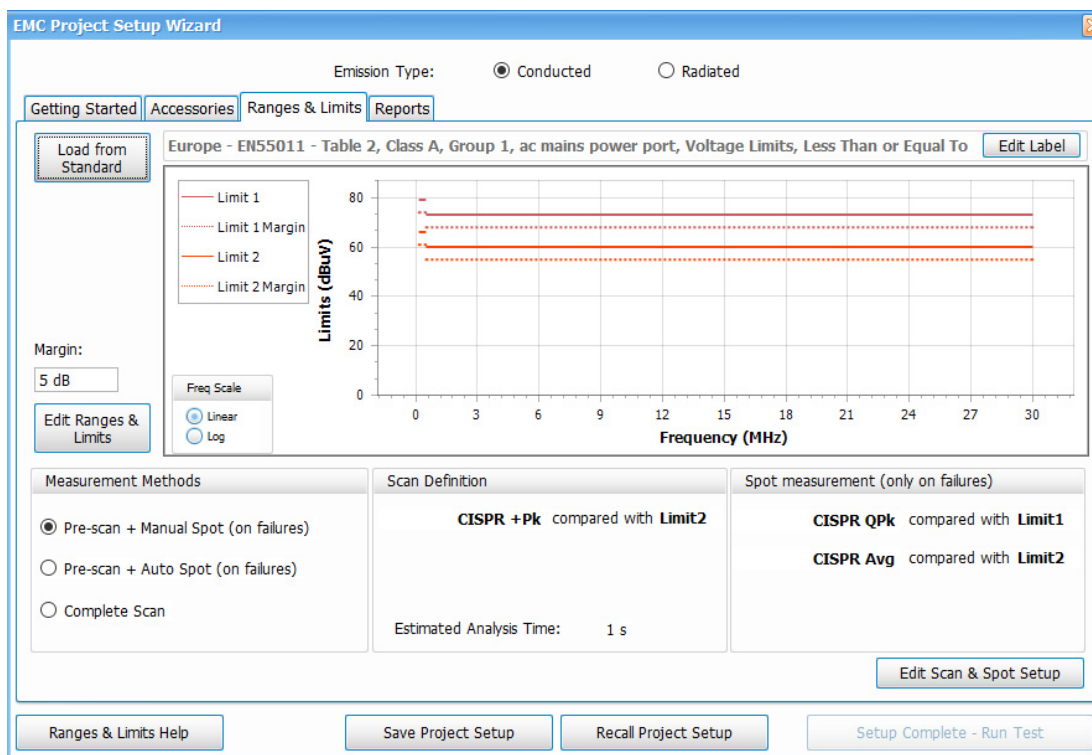 EMC Project Setup Wizard
Emission Type: Conducted Radiated
Getting Started Accessories Ranges & Limits Reports
Load from
Standard
Europe - EN55011 - Table 2, Class A, Group 1, ac mains power port, Voltage Limits, Less Than or Equal To
Edit Label
Limit 1
Limit 1 Margin
Limit 2
Limit 2 Margin
Limits (dBuV)
80
60
40
20
0
0 3 6 9 12 15 18 21 24 27 30
Frequency (MHz)
Freq Scale
Linear
Log
Margin:
5 dB
Edit Ranges &
Limits
Measurement Methods
Pre-scan + Manual Spot (on failures)
Pre-scan + Auto Spot (on failures)
Complete Scan
Scan Definition
CISPR +Pk compared with Limit2
Estimated Analysis Time: 1 s
Spot measurement (only on failures)
CISPR QPk compared with Limit1
CISPR Avg compared with Limit2
Edit Scan & Spot Setup
Ranges & Limits Help
Save Project Setup
Recall Project Setup
Setup Complete - Run Test